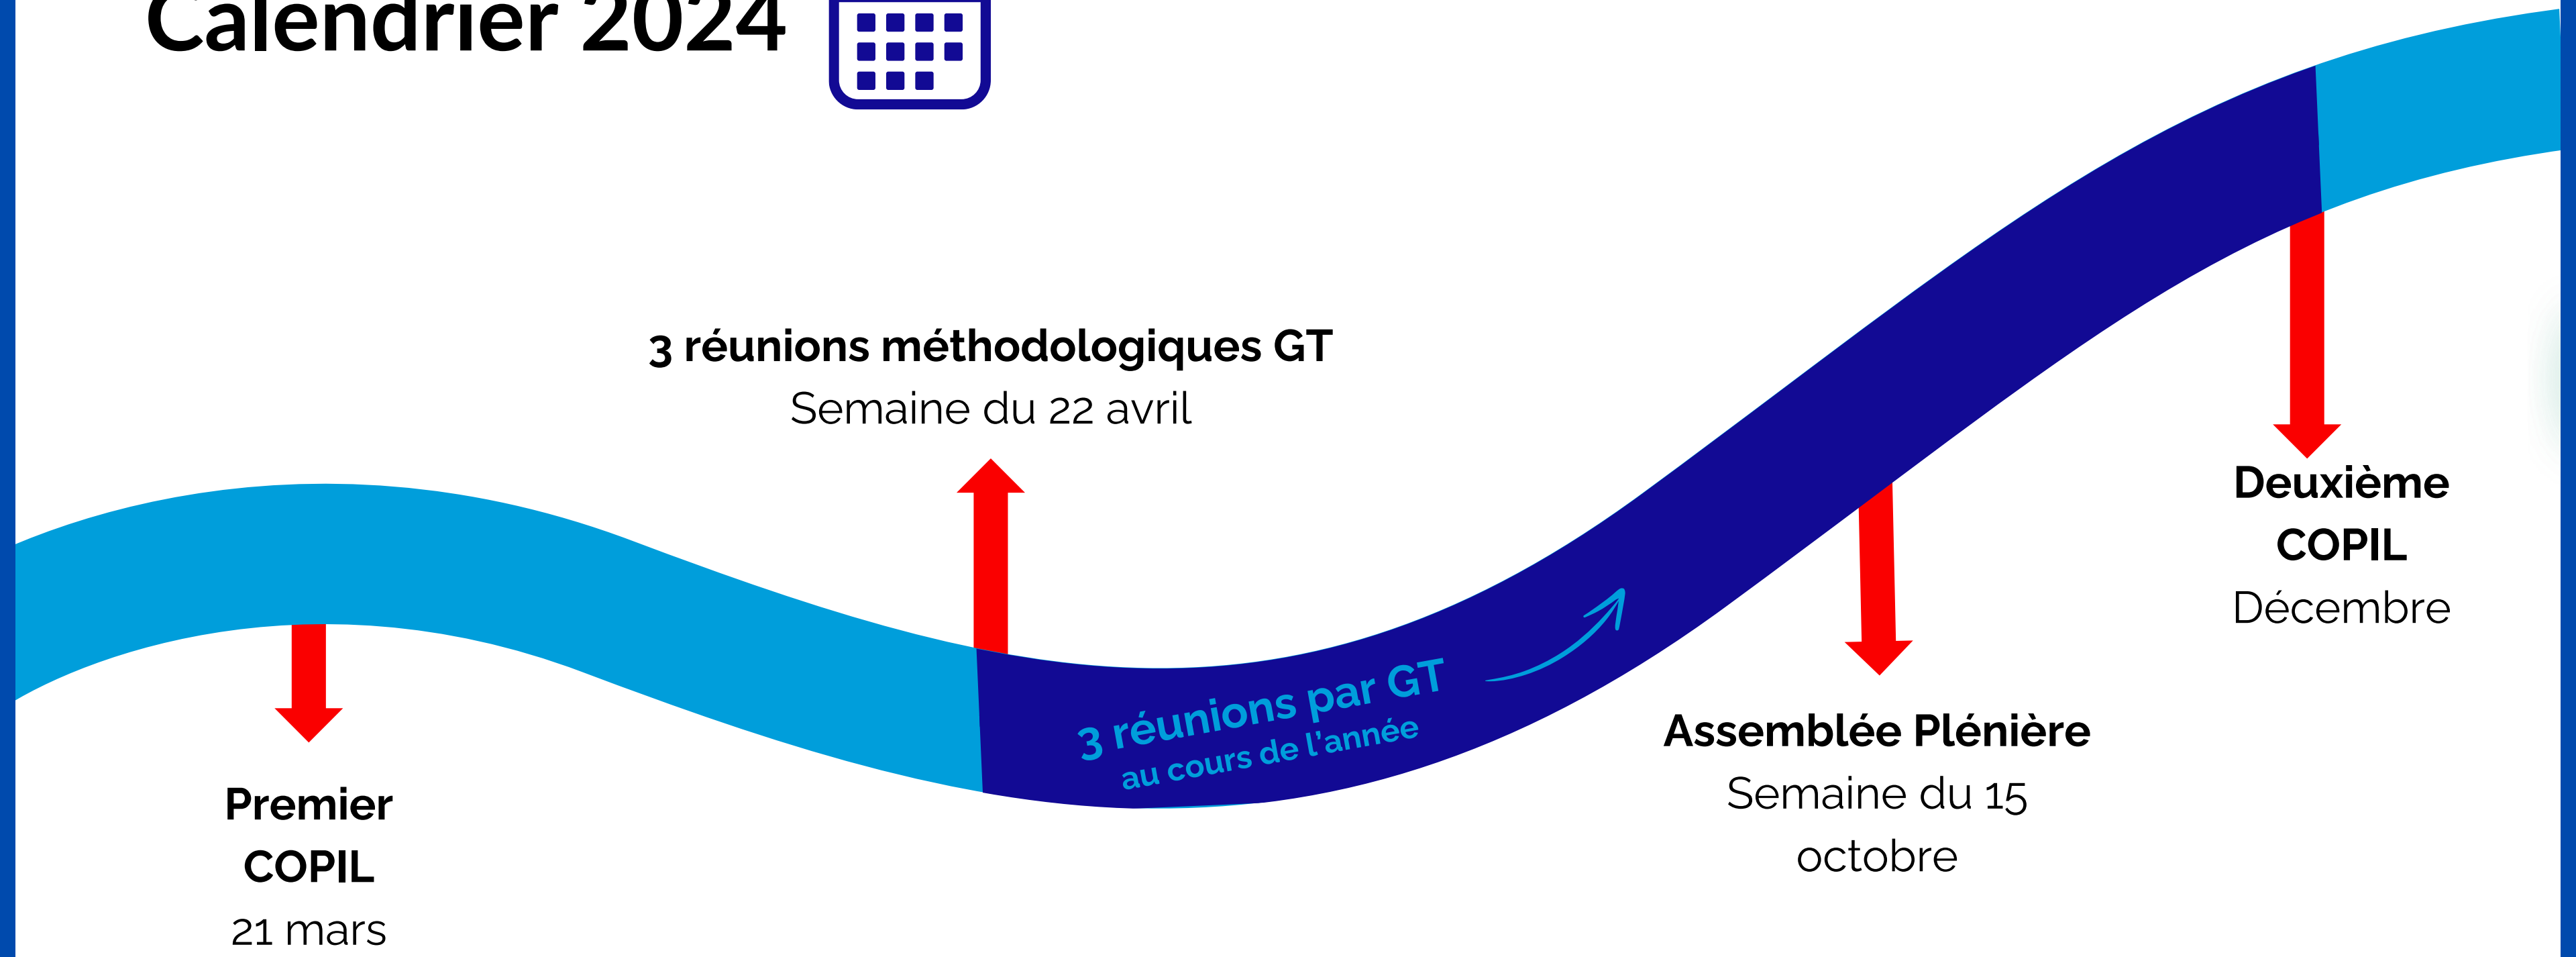 Calendrier 2024
3 réunions méthodologiques GT
Semaine du 22 avril
Premier
COPIL
21 mars
3 réunions par GT
au cours de l'année
Assemblée Plénière
Semaine du 15
octobre
Deuxième
COPIL
Décembre